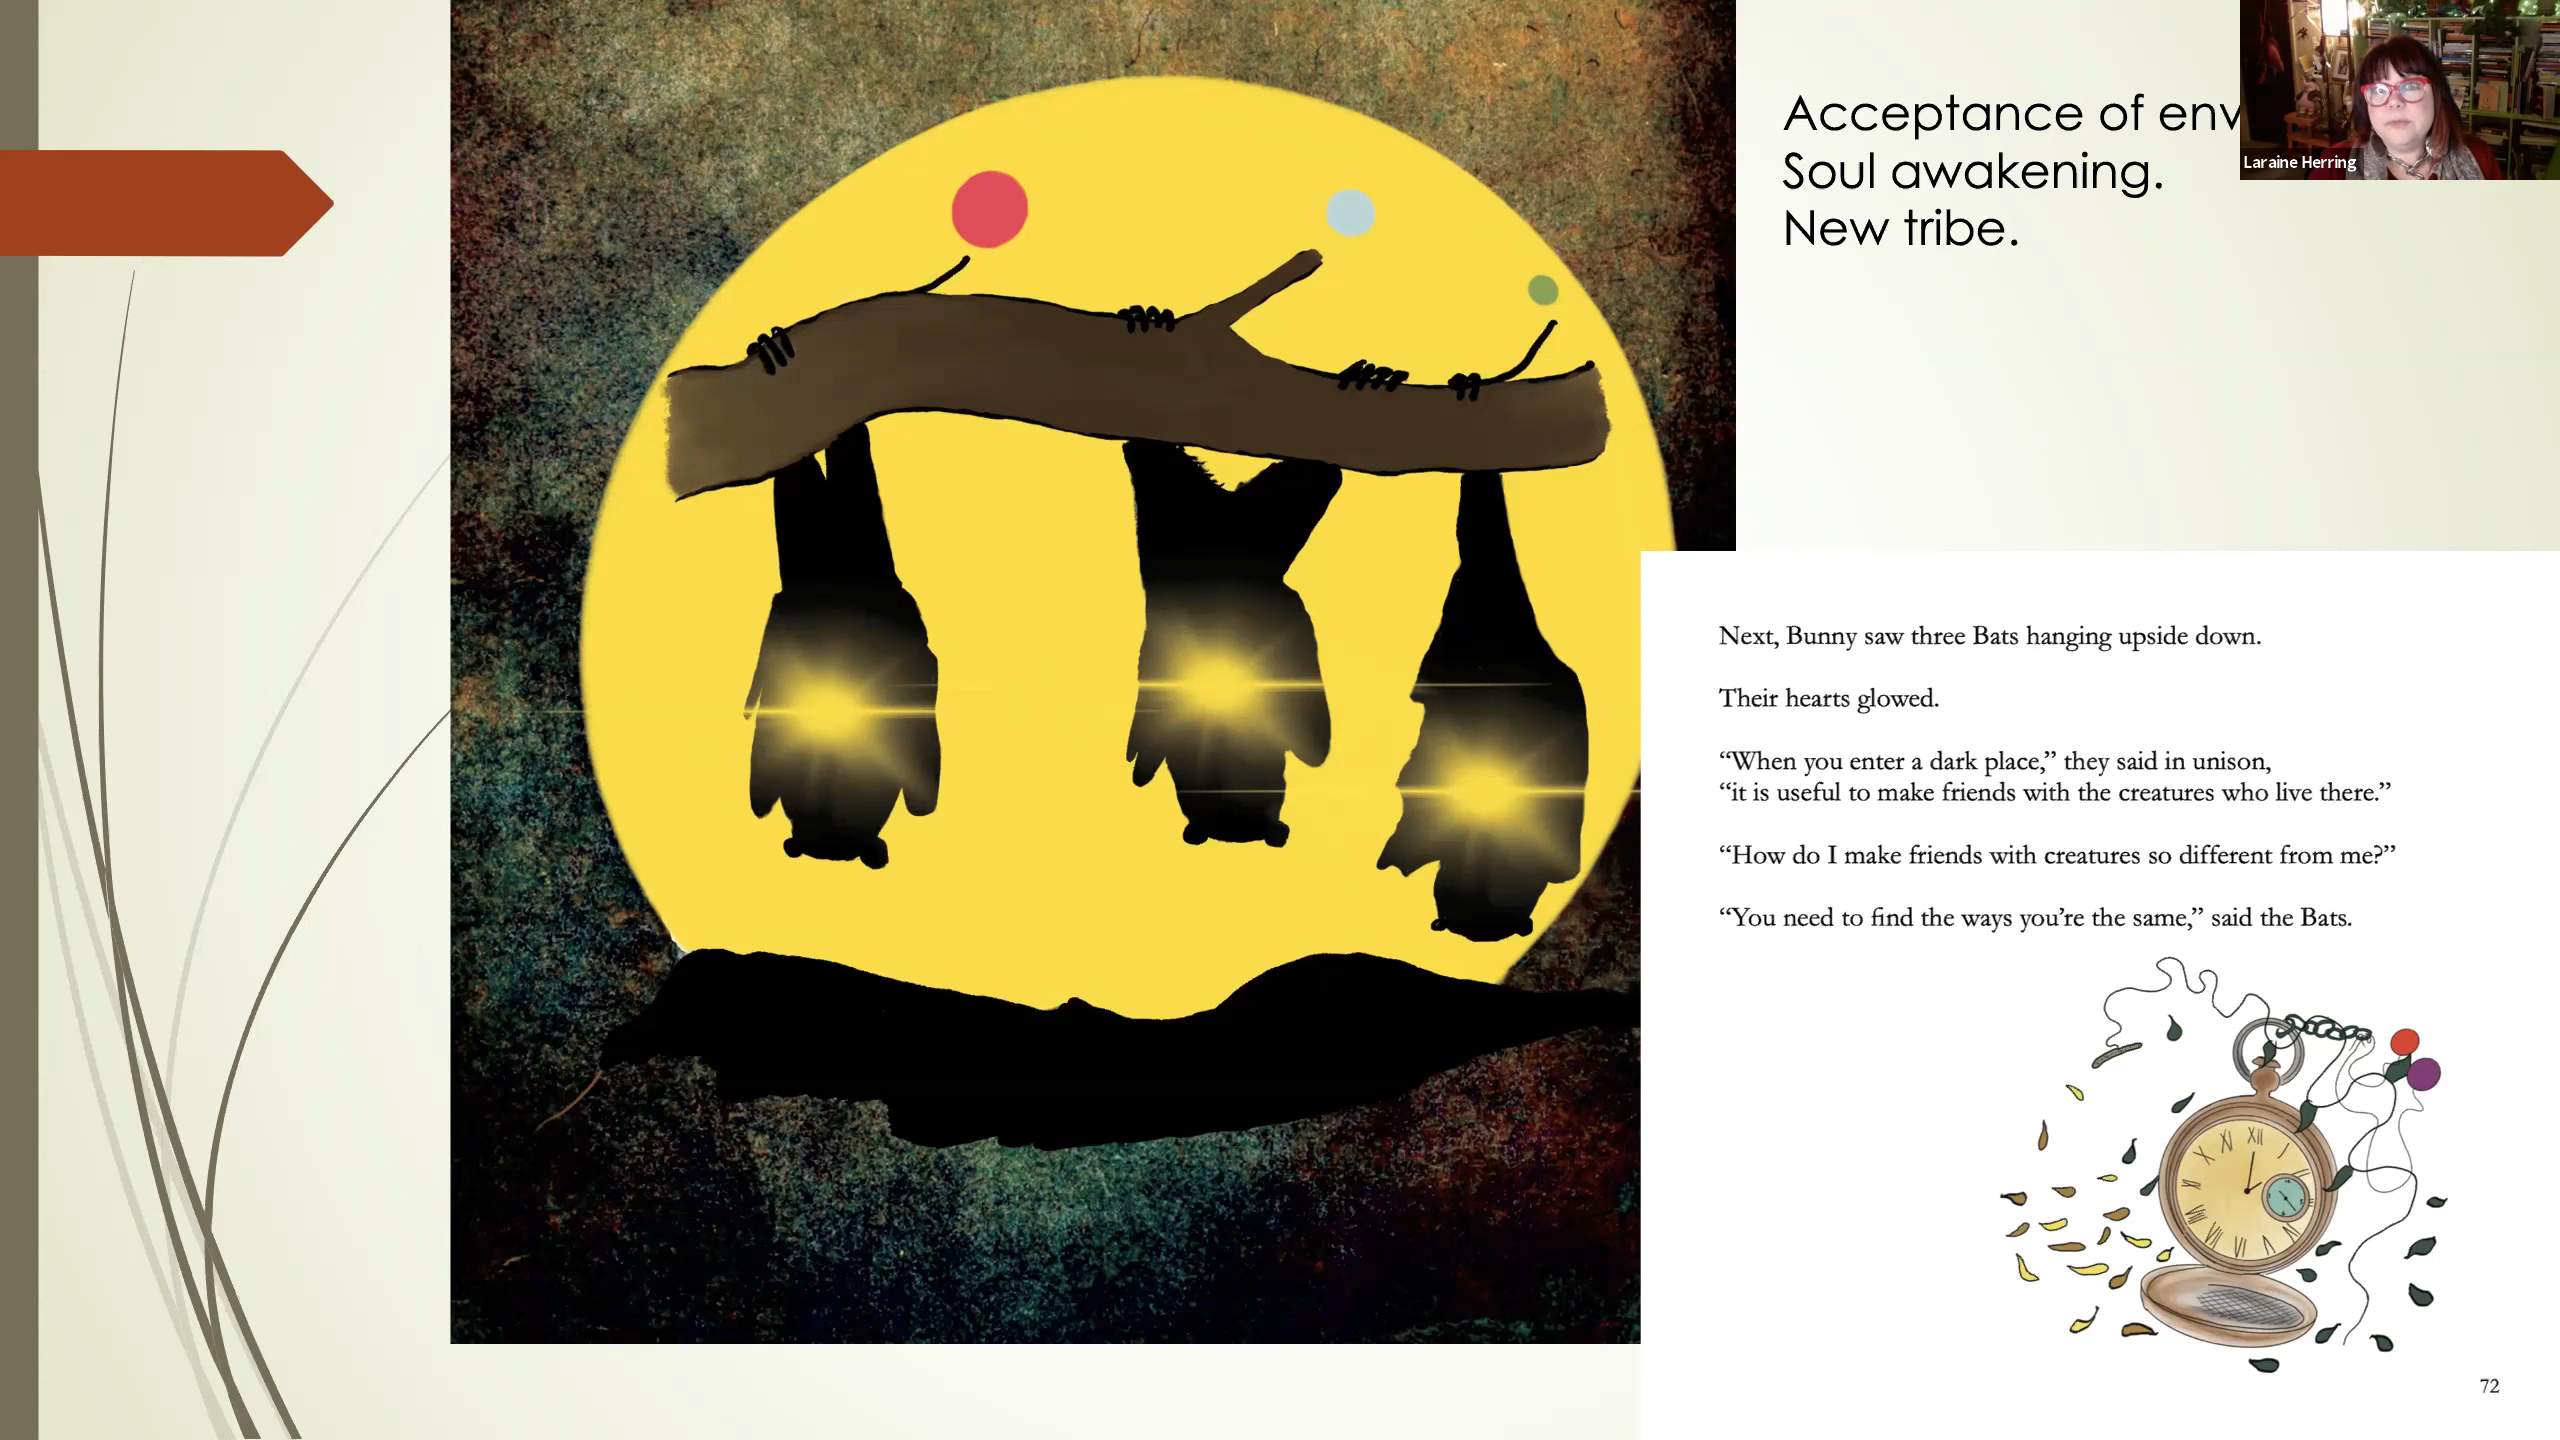 Acceptance of env
Soul awakening.
New tribe.
Laraine Herring
Next, Bunny saw three Bats hanging upside down.
Their hearts glowed.
“When you enter a dark place,” they said in unison,
“it is useful to make friends with the creatures who live there.”
“How do I make friends with creatures so different from me?”
“You need to find the ways you’re the same,” said the Bats.
72